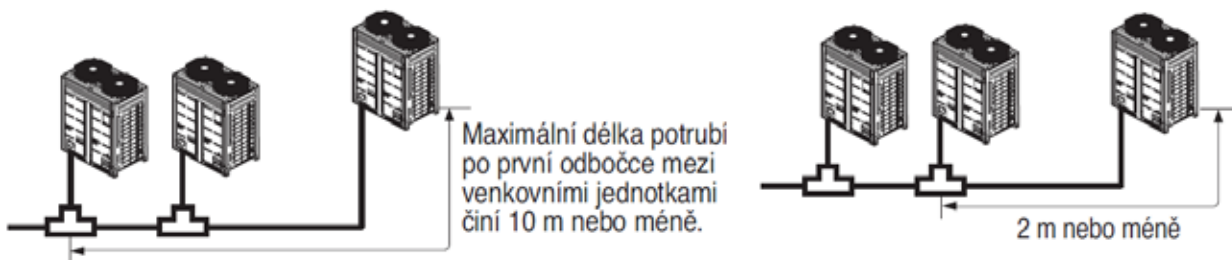 Maximální délka potrubí
po první odbočce mezi
venkovními jednotkami
činí 10 m nebo méně.
2 m nebo méně